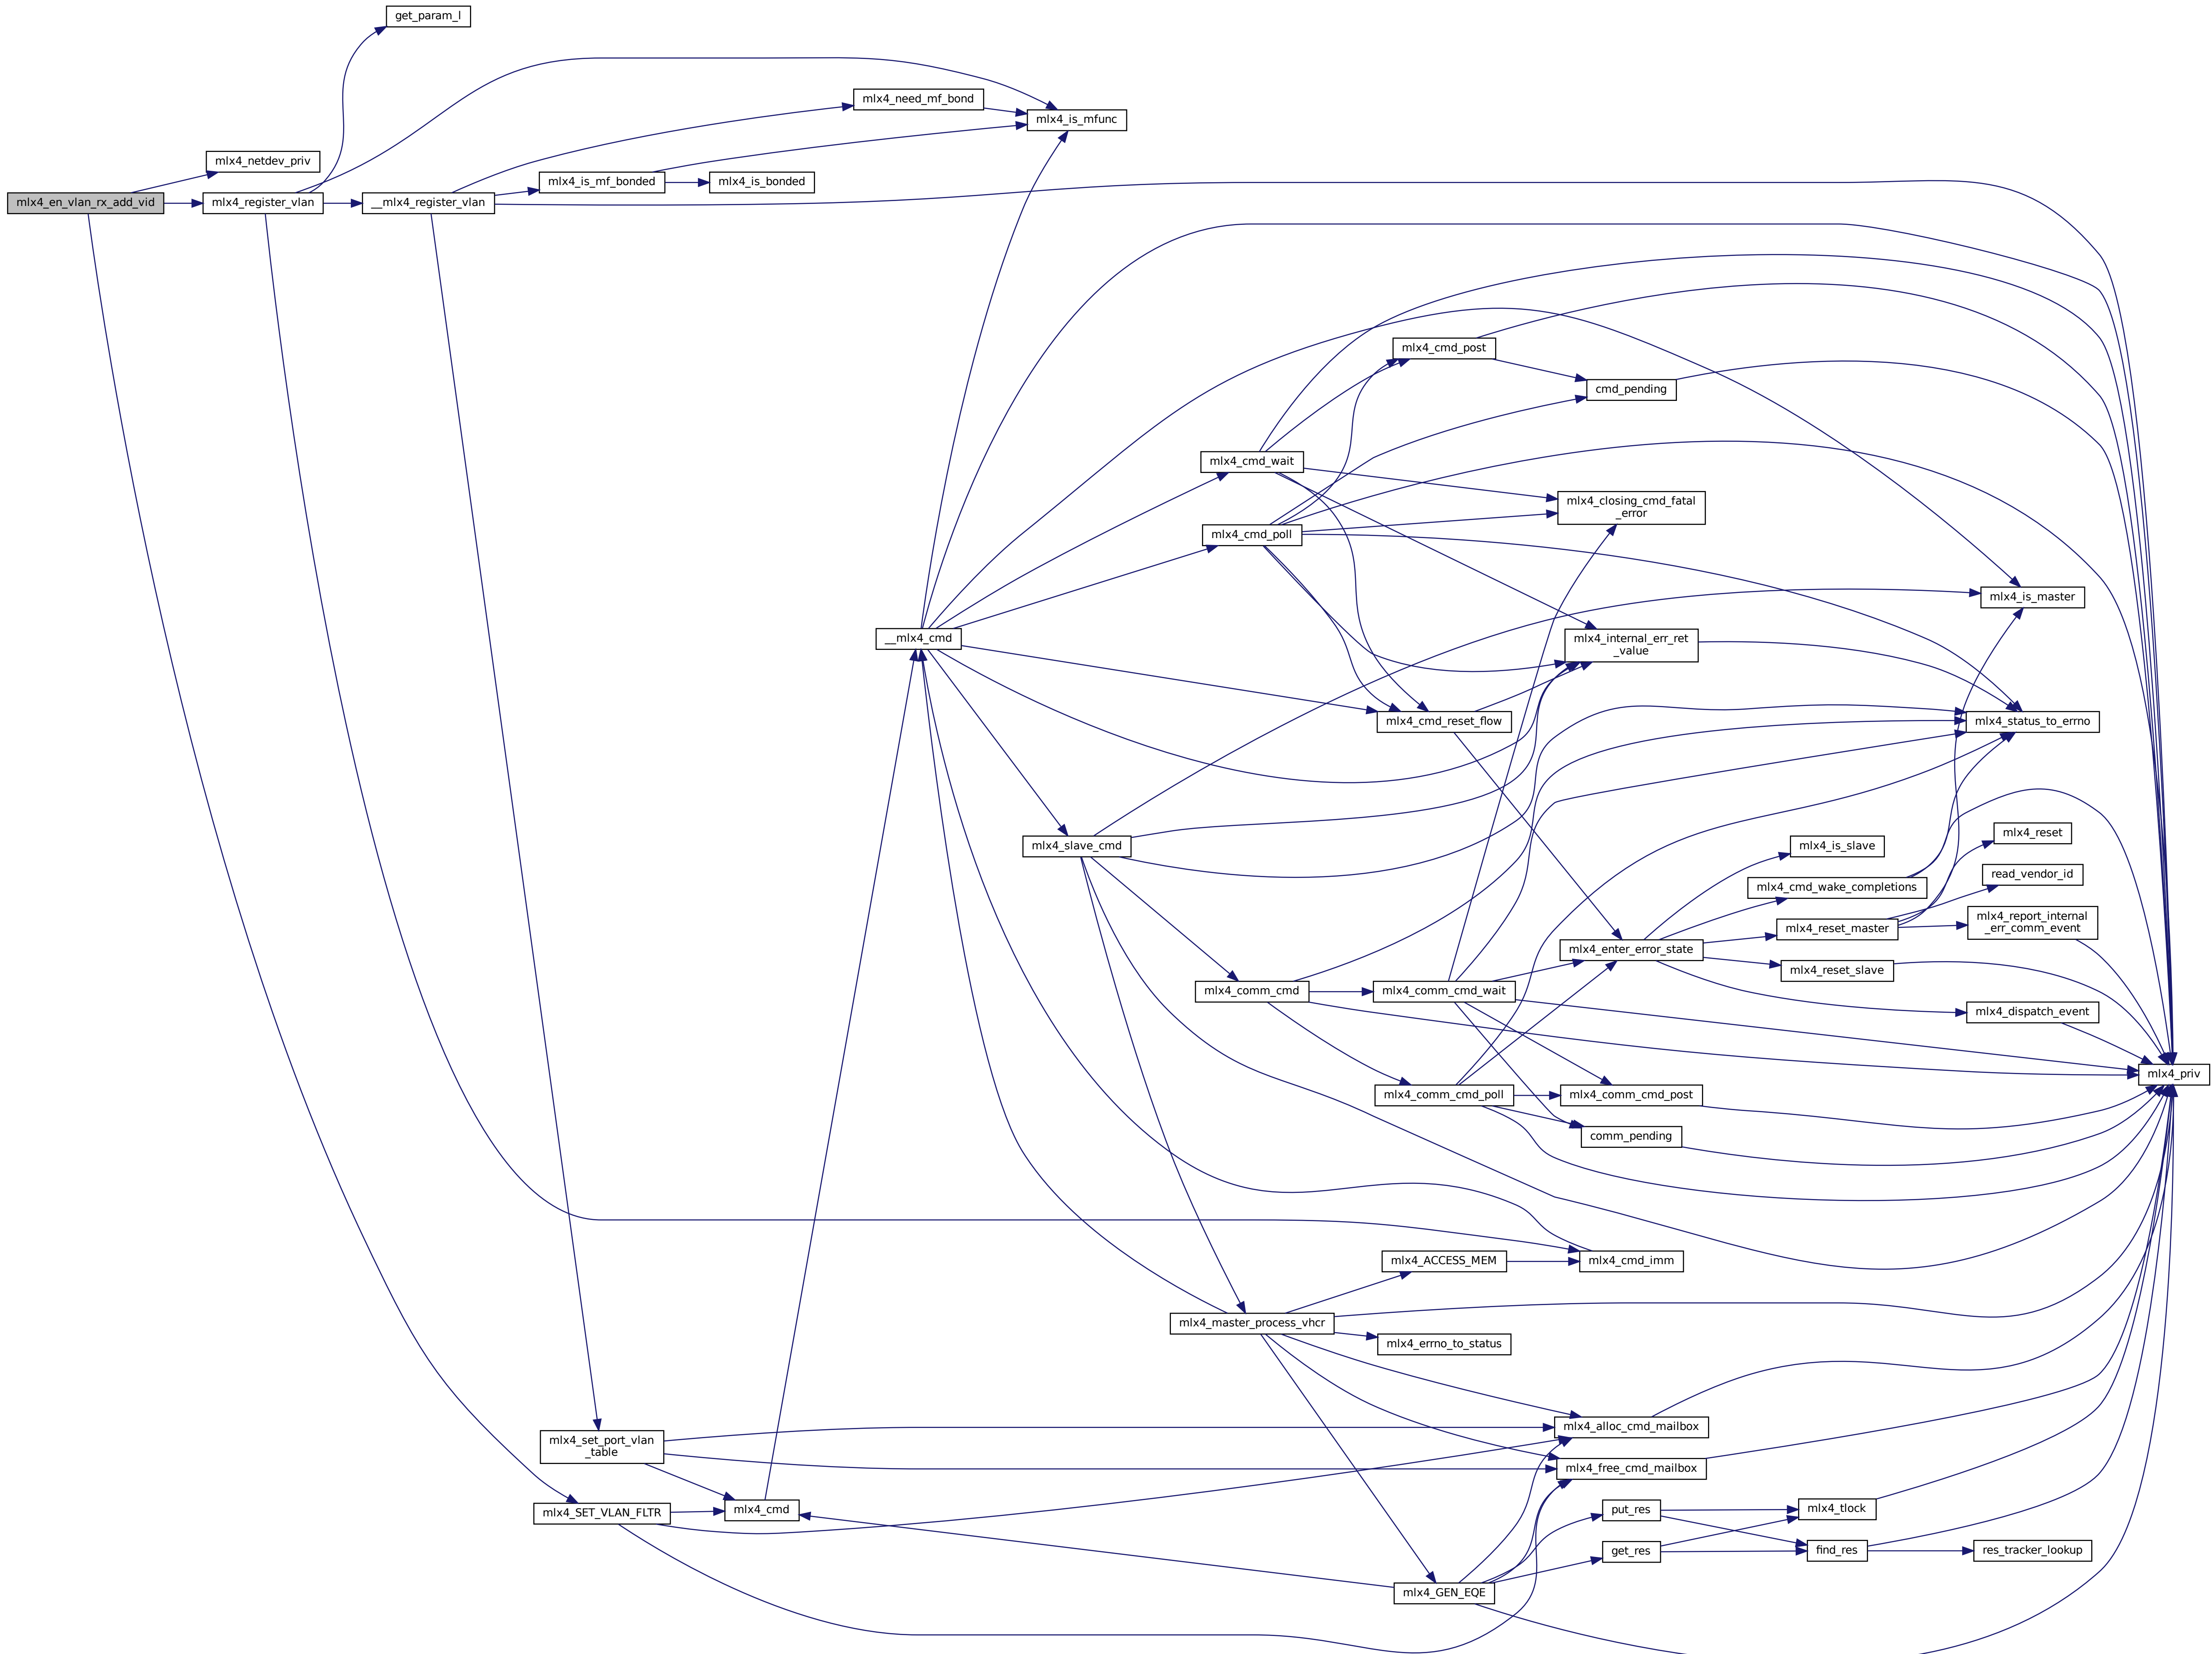 get_param_l
mlx4_need_mf_bond
mlx4_is_mfunc
mlx4_netdev_priv
mlx4_is_mf_bonded
mlx4_is_bonded
mlx4_en_vlan_rx_add_vid
mlx4_register_vlan
__mlx4_register_vlan
mlx4_cmd_post
cmd_pending
mlx4_cmd_wait
mlx4_closing_cmd_fatal
_error
mlx4_cmd_poll
mlx4_is_master
__mlx4_cmd
mlx4_internal_err_ret
_value
mlx4_cmd_reset_flow
mlx4_status_to_errno
mlx4_slave_cmd
mlx4_is_slave
mlx4_reset
read_vendor_id
mlx4_cmd_wake_completions
mlx4_report_internal
_err_comm_event
mlx4_reset_master
mlx4_enter_error_state
mlx4_reset_slave
mlx4_comm_cmd
mlx4_comm_cmd_wait
mlx4_dispatch_event
mlx4_priv
mlx4_comm_cmd_poll
mlx4_comm_cmd_post
comm_pending
mlx4_ACCESS_MEM
mlx4_cmd_imm
mlx4_master_process_vhcr
mlx4_errno_to_status
mlx4_alloc_cmd_mailbox
mlx4_set_port_vlan
_table
mlx4_free_cmd_mailbox
mlx4_SET_VLAN_FLTR
mlx4_cmd
put_res
mlx4_tlock
get_res
find_res
res_tracker_lookup
mlx4_GEN_EQE